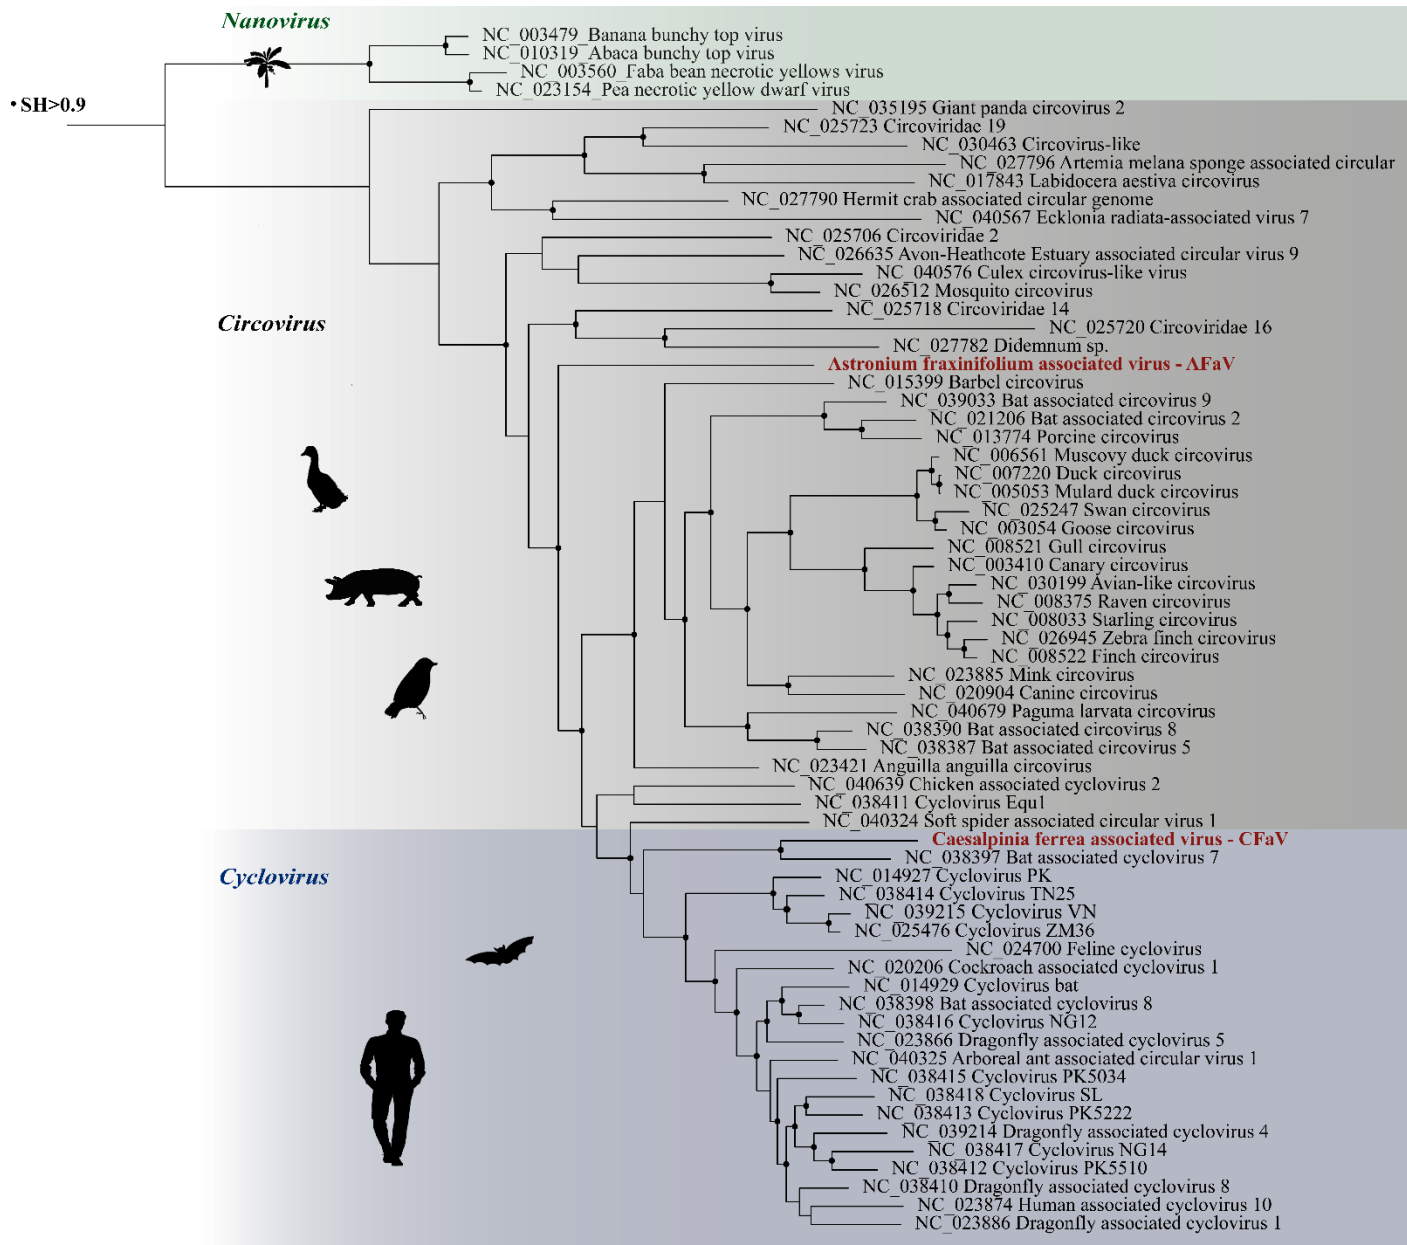 Nanovirus
NC_003479_Banana bunchy top virus
NC_010319_Abaca bunchy top virus
NC_003560_Faba bean necrotic yellows virus
NC_023154_Pea necrotic yellow dwarf virus
• SH>0.9
NC_035195 Giant panda circovirus 2
NC_025723 Circoviridae 19
NC_030463 Circovirus-like
NC_027796 Artemia melana sponge associated circular
NC_017843 Labidocera aestiva circovirus
NC_027790 Hermit crab associated circular genome
NC_040567 Ecklonia radiata-associated virus 7
NC_025706 Circoviridae 2
NC_026635 Avon-Heathcote Estuary associated circular virus 9
NC_040576 Culex circovirus-like virus
NC_026512 Mosquito circovirus
NC_025718 Circoviridae 14
Circovirus
NC_025720 Circoviridae 16
NC_027782 Didemnum sp.
Astronium fraxinifolium associated virus - AFaV
NC_015399 Barbel circovirus
NC_039033 Bat associated circovirus 9
NC_021206 Bat associated circovirus 2
NC_013774 Porcine circovirus
NC_006561 Muscovy duck circovirus
NC_007220 Duck circovirus
NC_005053 Mulard duck circovirus
NC_025247 Swan circovirus
NC_003054 Goose circovirus
NC_008521 Gull circovirus
NC_003410 Canary circovirus
NC_030199 Avian-like circovirus
NC_008375 Raven circovirus
NC_008033 Starling circovirus
NC_026945 Zebra finch circovirus
NC_008522 Finch circovirus
NC_023885 Mink circovirus
NC_020904 Canine circovirus
NC_040679 Paguma larvata circovirus
NC_038390 Bat associated circovirus 8
NC_038387 Bat associated circovirus 5
NC_023421 Anguilla anguilla circovirus
NC_040639 Chicken associated cyclovirus 2
NC_038411 Cyclovirus Equ1
NC_040324 Soft spider associated circular virus 1
Caesalpinia ferrea associated virus - CFaV
NC_038397 Bat associated cyclovirus 7
Cyclovirus
NC_014927 Cyclovirus PK
NC_038414 Cyclovirus TN25
NC_039215 Cyclovirus VN
NC_025476 Cyclovirus ZM36
NC_024700 Feline cyclovirus
NC_020206 Cockroach associated cyclovirus 1
NC_014929 Cyclovirus bat
NC_038398 Bat associated cyclovirus 8
NC_038416 Cyclovirus NG12
NC_023866 Dragonfly associated cyclovirus 5
NC_040325 Arboreal ant associated circular virus 1
NC_038415 Cyclovirus PK5034
NC_038418 Cyclovirus SL
NC_038413 Cyclovirus PK5222
NC_039214 Dragonfly associated cyclovirus 4
NC_038417 Cyclovirus NG14
NC_038412 Cyclovirus PK5510
NC_038410 Dragonfly associated cyclovirus 8
NC_023874 Human associated cyclovirus 10
NC_023886 Dragonfly associated cyclovirus 1